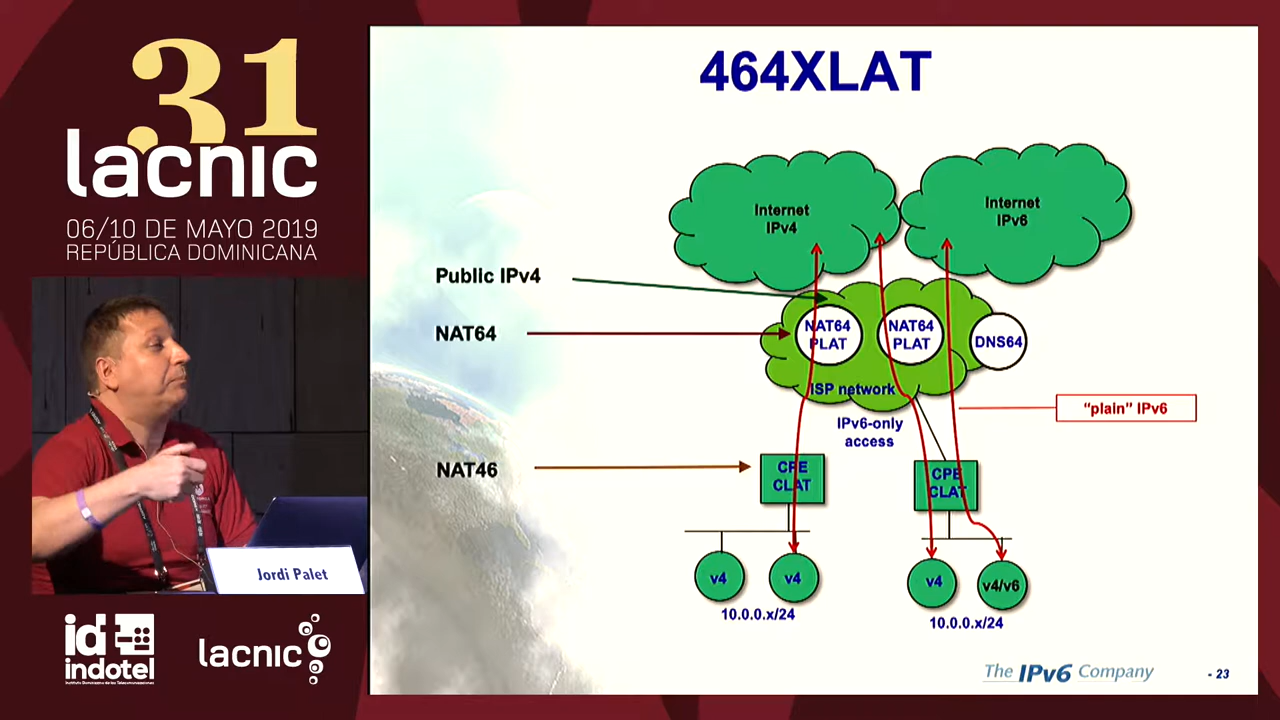 31
lacnic
06/10 DE MAYO 2019
REPÚBLICA DOMINICANA
Jordi Palet
id
indotel
lacnic
464XLAT
Internet
IPv4
Internet
IPv6
Public IPv4
NAT64
NAT64
PLAT
NAT64
PLAT
DNS64
ISP network
IPv6-only
access
"plain" IPv6
NAT46
CPE
CLAT
CPE
CLAT
v4
v4
v4
v4/v6
10.0.0.x/24
10.0.0.x/24
The IPv6 Company
- 23